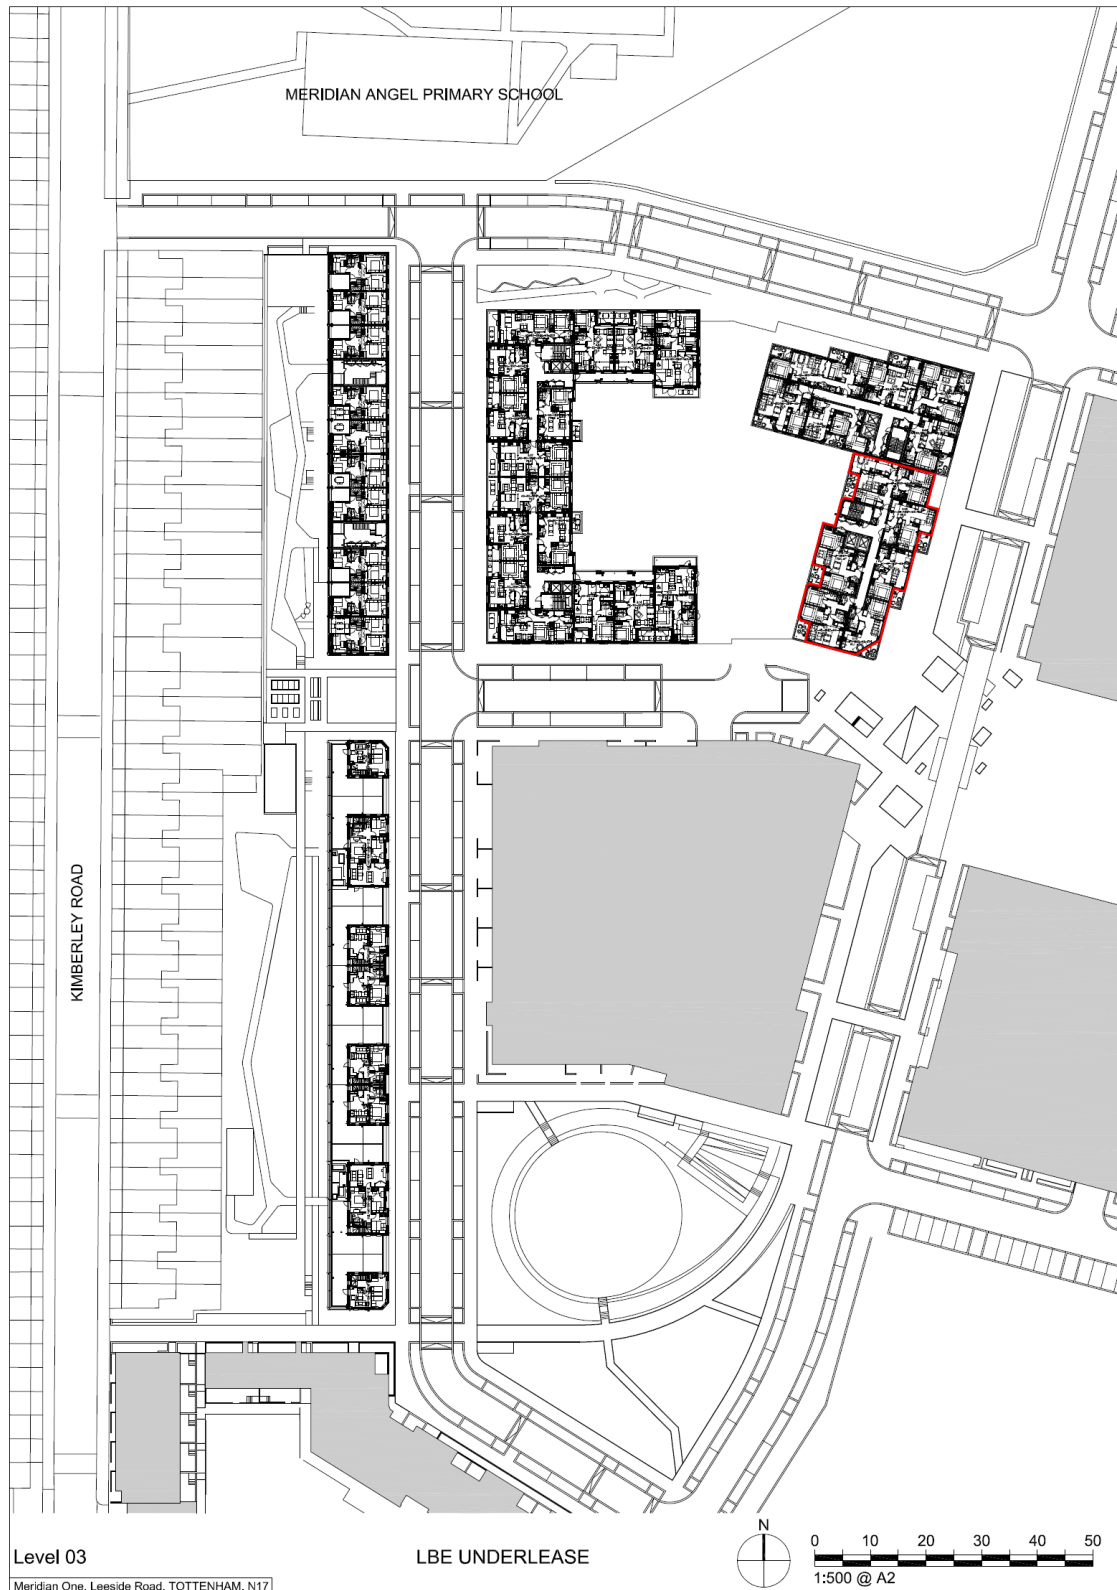 MERIDIAN ANGEL PRIMARY SCHOOL
KIMBERLEY ROAD
Level 03
LBE UNDERLEASE
N
0 10 20 30 40 50
1:500 @ A2
Meridian One, Leeside Road, TOTTENHAM, N17